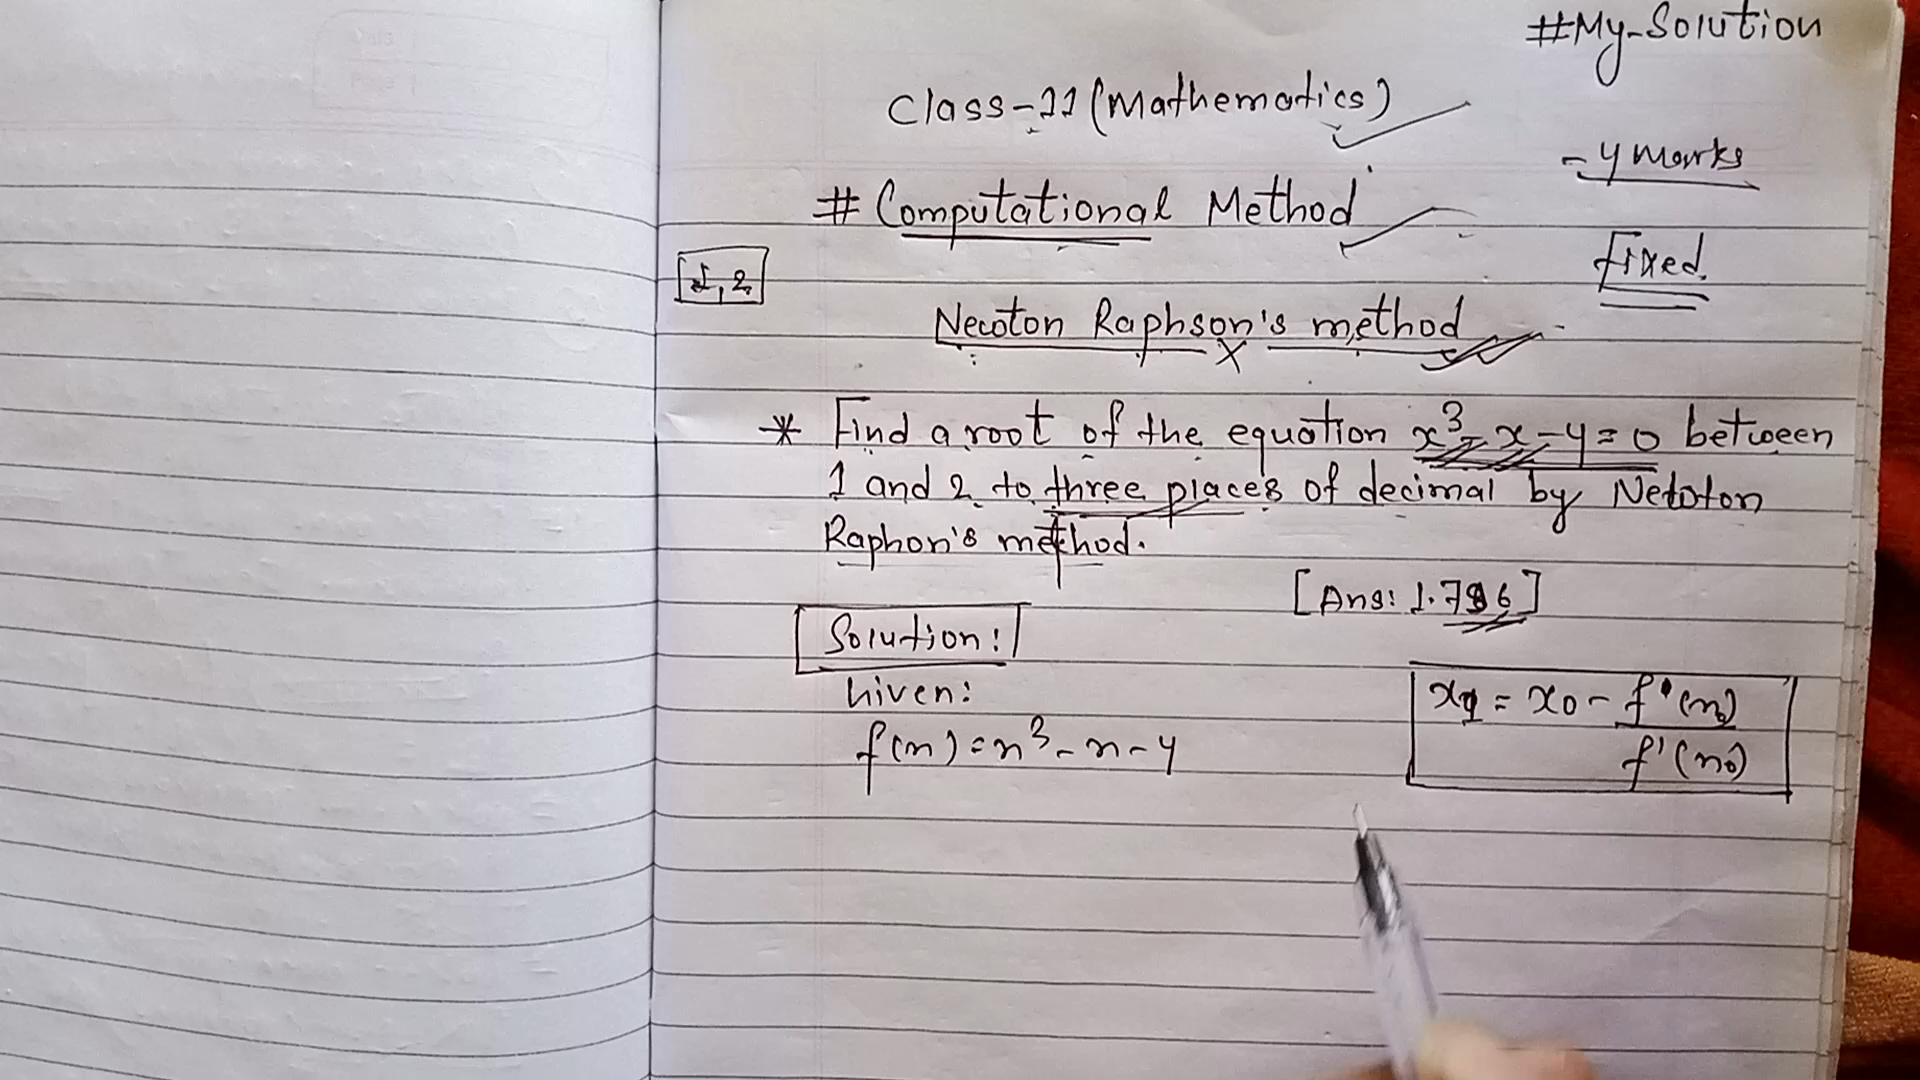 #My-Solution
Class-11 (Mathematics)
- 4 marks
# Computational Method
Fixed.
1,2
Newton Raphson's method
* Find a root of the equation x³-x-4=0 between
1 and 2 to three places of decimal by Newton
Raphon's method.
[Ans: 1.796]
Solution:
Given:
x1 = x0 - f'(x0)
f'(x0)
f(x) = x³ - x - 4